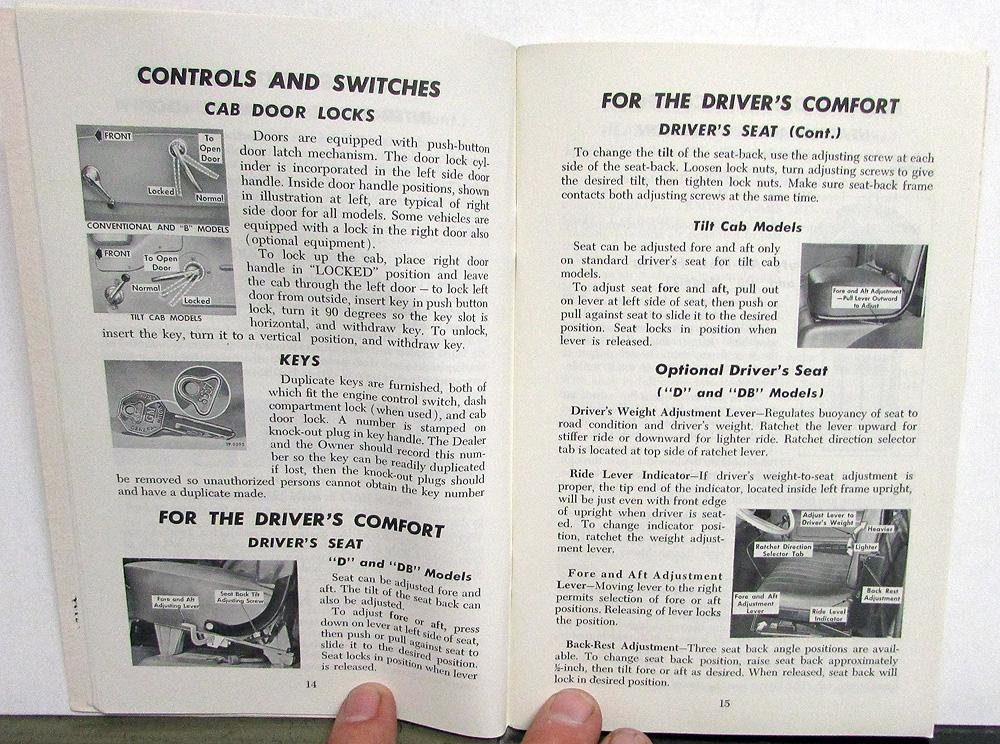 CONTROLS AND SWITCHES
CAB DOOR LOCKS
FRONT
To
Open
Door
Locked
Normal
CONVENTIONAL AND "B" MODELS
FRONT
To Open
Door
Normal
Locked
TILT CAB MODELS
Doors are equipped with push-button
door latch mechanism. The door lock cyl-
inder is incorporated in the left side door
handle. Inside door handle positions, shown
in illustration at left, are typical of right
side door for all models. Some vehicles are
equipped with a lock in the right door also
(optional equipment).
To lock up the cab, place right door
handle in "LOCKED" position and leave
the cab through the left door — to lock left
door from outside, insert key in push button
lock, turn it 90 degrees so the key slot is
horizontal, and withdraw key. To unlock,
insert the key, turn it to a vertical position, and withdraw key.
KEYS
Duplicate keys are furnished, both of
which fit the engine control switch, dash
compartment lock (when used), and cab
door lock. A number is stamped on
knock-out plug in key handle. The Dealer
and the Owner should record this num-
ber so the key can be readily duplicated
if lost, then the knock-out plugs should
be removed so unauthorized persons cannot obtain the key number
and have a duplicate made.
FOR THE DRIVER'S COMFORT
DRIVER'S SEAT
"D" and "DB" Models
Fore and Aft
Adjusting Lever
Seat Back Tilt
Adjusting Screw
Seat can be adjusted fore and
aft. The tilt of the seat back can
also be adjusted.
To adjust fore or aft, press
down on lever at left side of seat,
then push or pull against seat to
slide it to the desired position.
Seat locks in position when lever
is released.
14
FOR THE DRIVER'S COMFORT
DRIVER'S SEAT (Cont.)
To change the tilt of the seat-back, use the adjusting screw at each
side of the seat-back. Loosen lock nuts, turn adjusting screws to give
the desired tilt, then tighten lock nuts. Make sure seat-back frame
contacts both adjusting screws at the same time.
Tilt Cab Models
Seat can be adjusted fore and aft only
on standard driver's seat for tilt cab
models.
To adjust seat fore and aft, pull out
on lever at left side of seat, then push or
pull against seat to slide it to the desired
position. Seat locks in position when
lever is released.
Fore and Aft Adjustment
—Pull Lever Outward
to Adjust
Optional Driver's Seat
("D" and "DB" Models)
Driver's Weight Adjustment Lever—Regulates buoyancy of seat to
road condition and driver's weight. Ratchet the lever upward for
stiffer ride or downward for lighter ride. Ratchet direction selector
tab is located at top side of ratchet lever.
Ride Lever Indicator—If driver's weight-to-seat adjustment is
proper, the tip end of the indicator, located inside left frame upright,
will be just even with front edge
of upright when driver is seat-
ed. To change indicator posi-
tion, ratchet the weight adjust-
ment lever.
Fore and Aft Adjustment
Lever—Moving lever to the right
permits selection of fore or aft
positions. Releasing of lever locks
the position.
Adjust Lever to
Driver's Weight
Heavier
Ratchet Direction
Selector Tab
Lighter
Fore and Aft
Adjustment
Lever
Back Rest
Adjustment
Ride Level
Indicator
Back-Rest Adjustment—Three seat back angle positions are avail-
able. To change seat back position, raise seat back approximately
½-inch, then tilt fore or aft as desired. When released, seat back will
lock in desired position.
15